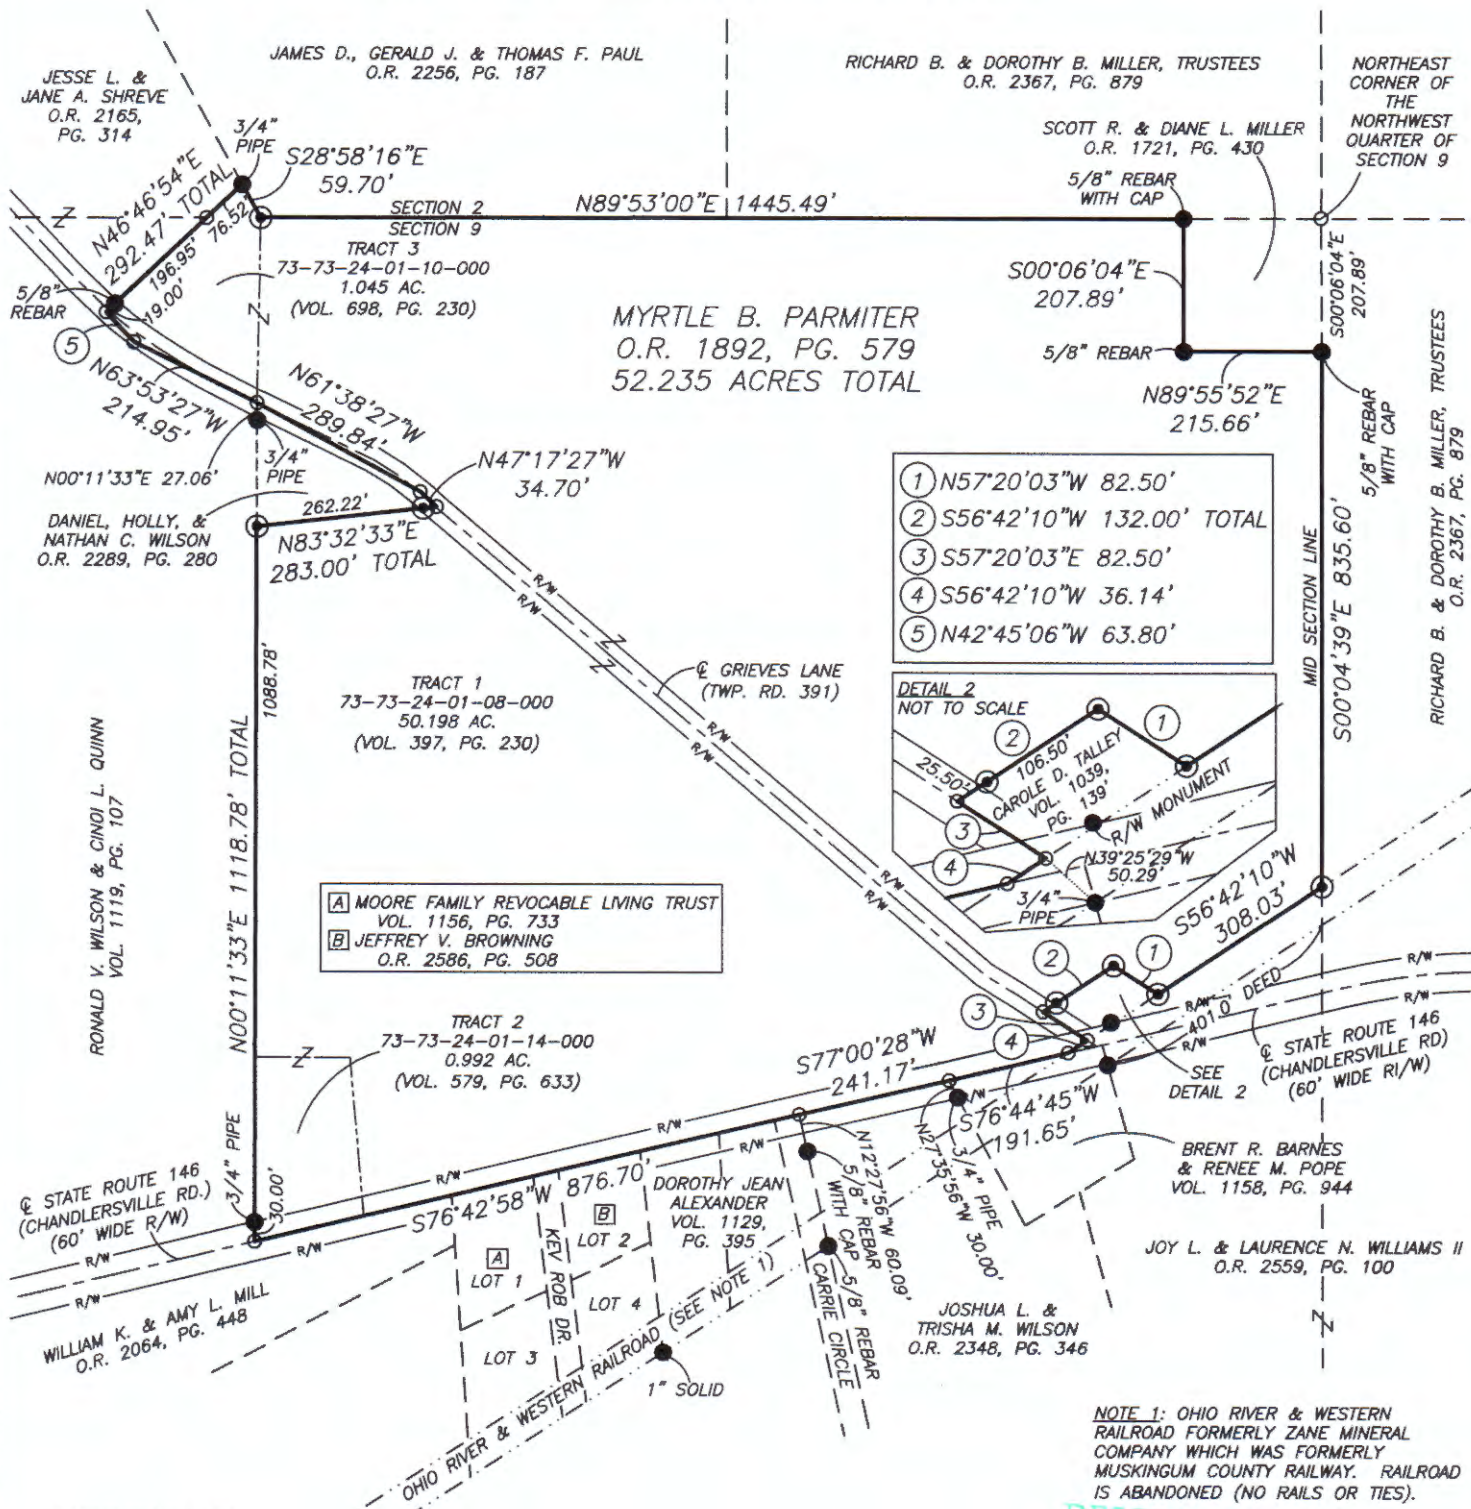 JAMES D., GERALD J. & THOMAS F. PAUL
O.R. 2256, PG. 187
RICHARD B. & DOROTHY B. MILLER, TRUSTEES
O.R. 2367, PG. 879
NORTHEAST
CORNER OF
THE
NORTHWEST
QUARTER OF
SECTION 9
JESSE L. &
JANE A. SHREVE
O.R. 2165,
PG. 314
SCOTT R. & DIANE L. MILLER
O.R. 1721, PG. 430
3/4"
PIPE
S28°58'16"E
59.70'
5/8" REBAR
WITH CAP
N46°46'54"E
292.47' TOTAL
196.95'
76.52'
19.00'
Z
SECTION 2
SECTION 9
N89°53'00"E 1445.49'
TRACT 3
73-73-24-01-10-000
1.045 AC.
(VOL. 698, PG. 230)
Z
5/8"
REBAR
5
S00°06'04"E
207.89'
S00°06'04"E
207.89'
MYRTLE B. PARMITER
O.R. 1892, PG. 579
52.235 ACRES TOTAL
5/8" REBAR
N89°55'52"E
215.66'
5/8" REBAR
WITH CAP
RICHARD B. & DOROTHY B. MILLER, TRUSTEES
O.R. 2367, PG. 879
N63°53'27"W
214.95'
N61°38'27"W
289.84'
N47°17'27"W
34.70'
N00°11'33"E 27.06'
3/4"
PIPE
262.22'
N83°32'33"E
283.00' TOTAL
DANIEL, HOLLY, &
NATHAN C. WILSON
O.R. 2289, PG. 280
1 N57°20'03"W 82.50'
2 S56°42'10"W 132.00' TOTAL
3 S57°20'03"E 82.50'
4 S56°42'10"W 36.14'
5 N42°45'06"W 63.80'
MID SECTION LINE
S00°04'39"E 835.60'
R/W
R/W
Z
Z
℄ GRIEVES LANE
(TWP. RD. 391)
R/W
R/W
R/W
R/W
TRACT 1
73-73-24-01-08-000
50.198 AC.
(VOL. 397, PG. 230)
1088.78'
N00°11'33"E 1118.78' TOTAL
RONALD V. WILSON & CINDI L. QUINN
VOL. 1119, PG. 107
DETAIL 2
NOT TO SCALE
2
1
106.50'
25.50'
CAROLE D. TALLEY
VOL. 1039,
PG. 139'
R/W MONUMENT
3
4
N39°25'29"W
50.29'
3/4"
PIPE
A MOORE FAMILY REVOCABLE LIVING TRUST
VOL. 1156, PG. 733
B JEFFREY V. BROWNING
O.R. 2586, PG. 508
S56°42'10"W
308.03'
2
1
3
4
R/W
R/W
R/W
R/W
4010 DEED
SEE
DETAIL 2
℄ STATE ROUTE 146
(CHANDLERSVILLE RD)
(60' WIDE RI/W)
TRACT 2
73-73-24-01-14-000
0.992 AC.
(VOL. 579, PG. 633)
Z
S77°00'28"W
241.17'
S76°44'45"W
191.65'
R/W
R/W
R/W
R/W
N12°27'56"W 60.09'
5/8" REBAR
WITH CAP
N27°35'56"W 30.00'
3/4" PIPE
BRENT R. BARNES
& RENEE M. POPE
VOL. 1158, PG. 944
3/4" PIPE
30.00'
℄ STATE ROUTE 146
(CHANDLERSVILLE RD.)
(60' WIDE R/W)
R/W
R/W
R/W
R/W
S76°42'58"W 876.70'
DOROTHY JEAN
ALEXANDER
VOL. 1129,
PG. 395
A
LOT 1
KEV ROB DR.
B
LOT 2
LOT 4
LOT 3
5/8" REBAR
CARRIE CIRCLE
JOY L. & LAURENCE N. WILLIAMS II
O.R. 2559, PG. 100
JOSHUA L. &
TRISHA M. WILSON
O.R. 2348, PG. 346
Z
WILLIAM K. & AMY L. MILL
O.R. 2064, PG. 448
OHIO RIVER & WESTERN RAILROAD (SEE NOTE 1)
1" SOLID
NOTE 1: OHIO RIVER & WESTERN
RAILROAD FORMERLY ZANE MINERAL
COMPANY WHICH WAS FORMERLY
MUSKINGUM COUNTY RAILWAY. RAILROAD
IS ABANDONED (NO RAILS OR TIES).